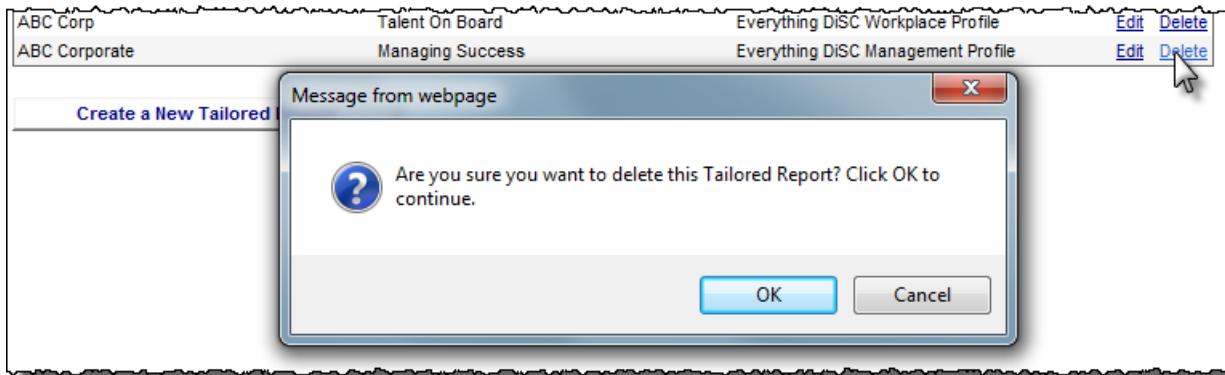 ABC Corp Talent On Board Everything DiSC Workplace Profile Edit Delete
ABC Corporate Managing Success Everything DiSC Management Profile Edit Delete
Create a New Tailored
Message from webpage
Are you sure you want to delete this Tailored Report? Click OK to
continue.
OK Cancel